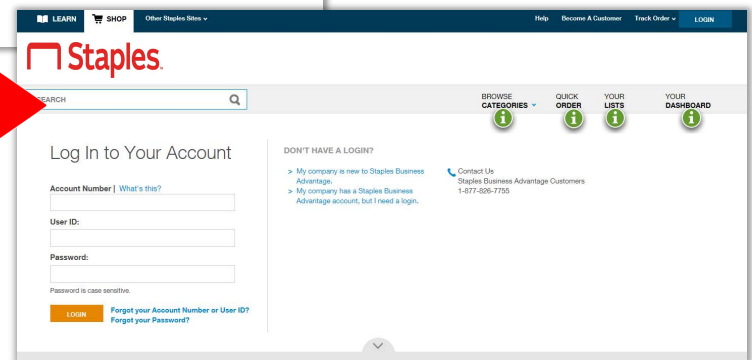 LEARN SHOP Other Staples Sites Help Become A Customer Track Order LOGIN
Staples.
SEARCH
BROWSE CATEGORIES
QUICK ORDER
YOUR LISTS
YOUR DASHBOARD
Log In to Your Account
Account Number | What's this?
User ID:
Password:
Password is case sensitive.
LOGIN
Forgot your Account Number or User ID?
Forgot your Password?
DON'T HAVE A LOGIN?
> My company is new to Staples Business
Advantage.
> My company has a Staples Business
Advantage account, but I need a login.
Contact Us
Staples Business Advantage Customers
1-877-826-7755